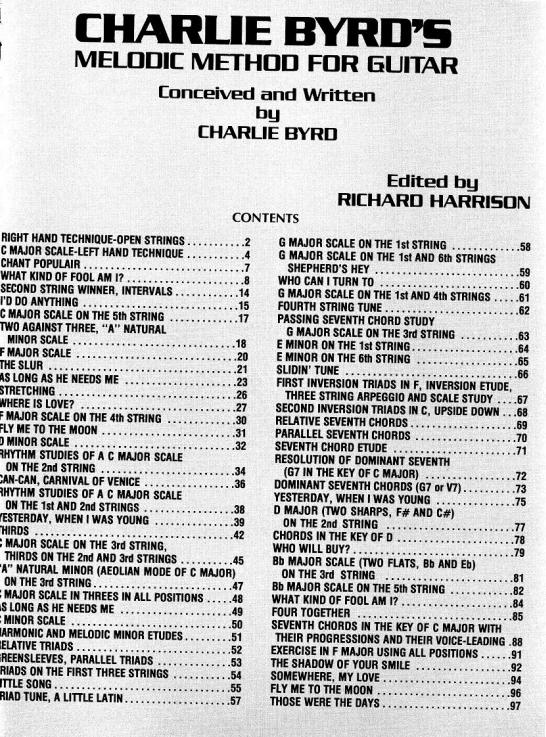 CHARLIE BYRD'S
MELODIC METHOD FOR GUITAR
Conceived and Written
by
CHARLIE BYRD
Edited by
RICHARD HARRISON
CONTENTS
RIGHT HAND TECHNIQUE-OPEN STRINGS ..........2
C MAJOR SCALE-LEFT HAND TECHNIQUE ..........4
CHANT POPULAIR ..........7
WHAT KIND OF FOOL AM I? ..........8
SECOND STRING WINNER, INTERVALS ..........14
I'D DO ANYTHING ..........15
C MAJOR SCALE ON THE 5th STRING ..........17
TWO AGAINST THREE, "A" NATURAL
MINOR SCALE ..........18
F MAJOR SCALE ..........20
THE SLUR ..........21
AS LONG AS HE NEEDS ME ..........23
STRETCHING ..........26
WHERE IS LOVE? ..........27
F MAJOR SCALE ON THE 4th STRING ..........30
FLY ME TO THE MOON ..........31
D MINOR SCALE ..........32
RHYTHM STUDIES OF A C MAJOR SCALE
ON THE 2nd STRING ..........34
CAN-CAN, CARNIVAL OF VENICE ..........36
RHYTHM STUDIES OF A C MAJOR SCALE
ON THE 1st AND 2nd STRINGS ..........38
YESTERDAY, WHEN I WAS YOUNG ..........39
THIRDS ..........42
C MAJOR SCALE ON THE 3rd STRING,
THIRDS ON THE 2nd AND 3rd STRINGS ..........45
"A" NATURAL MINOR (AEOLIAN MODE OF C MAJOR)
ON THE 3rd STRING ..........47
C MAJOR SCALE IN THREES IN ALL POSITIONS .....48
AS LONG AS HE NEEDS ME ..........49
C MINOR SCALE ..........50
HARMONIC AND MELODIC MINOR ETUDES ..........51
RELATIVE TRIADS ..........52
GREENSLEEVES, PARALLEL TRIADS ..........53
TRIADS ON THE FIRST THREE STRINGS ..........54
LITTLE SONG ..........55
TRIAD TUNE, A LITTLE LATIN ..........57
G MAJOR SCALE ON THE 1st STRING ..........58
G MAJOR SCALE ON THE 1st AND 6th STRINGS
SHEPHERD'S HEY ..........59
WHO CAN I TURN TO ..........60
G MAJOR SCALE ON THE 1st AND 4th STRINGS .....61
FOURTH STRING TUNE ..........62
PASSING SEVENTH CHORD STUDY
G MAJOR SCALE ON THE 3rd STRING ..........63
E MINOR ON THE 1st STRING ..........64
E MINOR ON THE 6th STRING ..........65
SLIDIN' TUNE ..........66
FIRST INVERSION TRIADS IN F, INVERSION ETUDE,
THREE STRING ARPEGGIO AND SCALE STUDY ....67
SECOND INVERSION TRIADS IN C, UPSIDE DOWN ...68
RELATIVE SEVENTH CHORDS ..........69
PARALLEL SEVENTH CHORDS ..........70
SEVENTH CHORD ETUDE ..........71
RESOLUTION OF DOMINANT SEVENTH
(G7 IN THE KEY OF C MAJOR) ..........72
DOMINANT SEVENTH CHORDS (G7 or V7) ..........73
YESTERDAY, WHEN I WAS YOUNG ..........75
D MAJOR (TWO SHARPS, F# AND C#)
ON THE 2nd STRING ..........77
CHORDS IN THE KEY OF D ..........78
WHO WILL BUY? ..........79
Bb MAJOR SCALE (TWO FLATS, Bb AND Eb)
ON THE 3rd STRING ..........81
Bb MAJOR SCALE ON THE 5th STRING ..........82
WHAT KIND OF FOOL AM I? ..........84
FOUR TOGETHER ..........85
SEVENTH CHORDS IN THE KEY OF C MAJOR WITH
THEIR PROGRESSIONS AND THEIR VOICE-LEADING .88
EXERCISE IN F MAJOR USING ALL POSITIONS ......91
THE SHADOW OF YOUR SMILE ..........92
SOMEWHERE, MY LOVE ..........94
FLY ME TO THE MOON ..........96
THOSE WERE THE DAYS ..........97